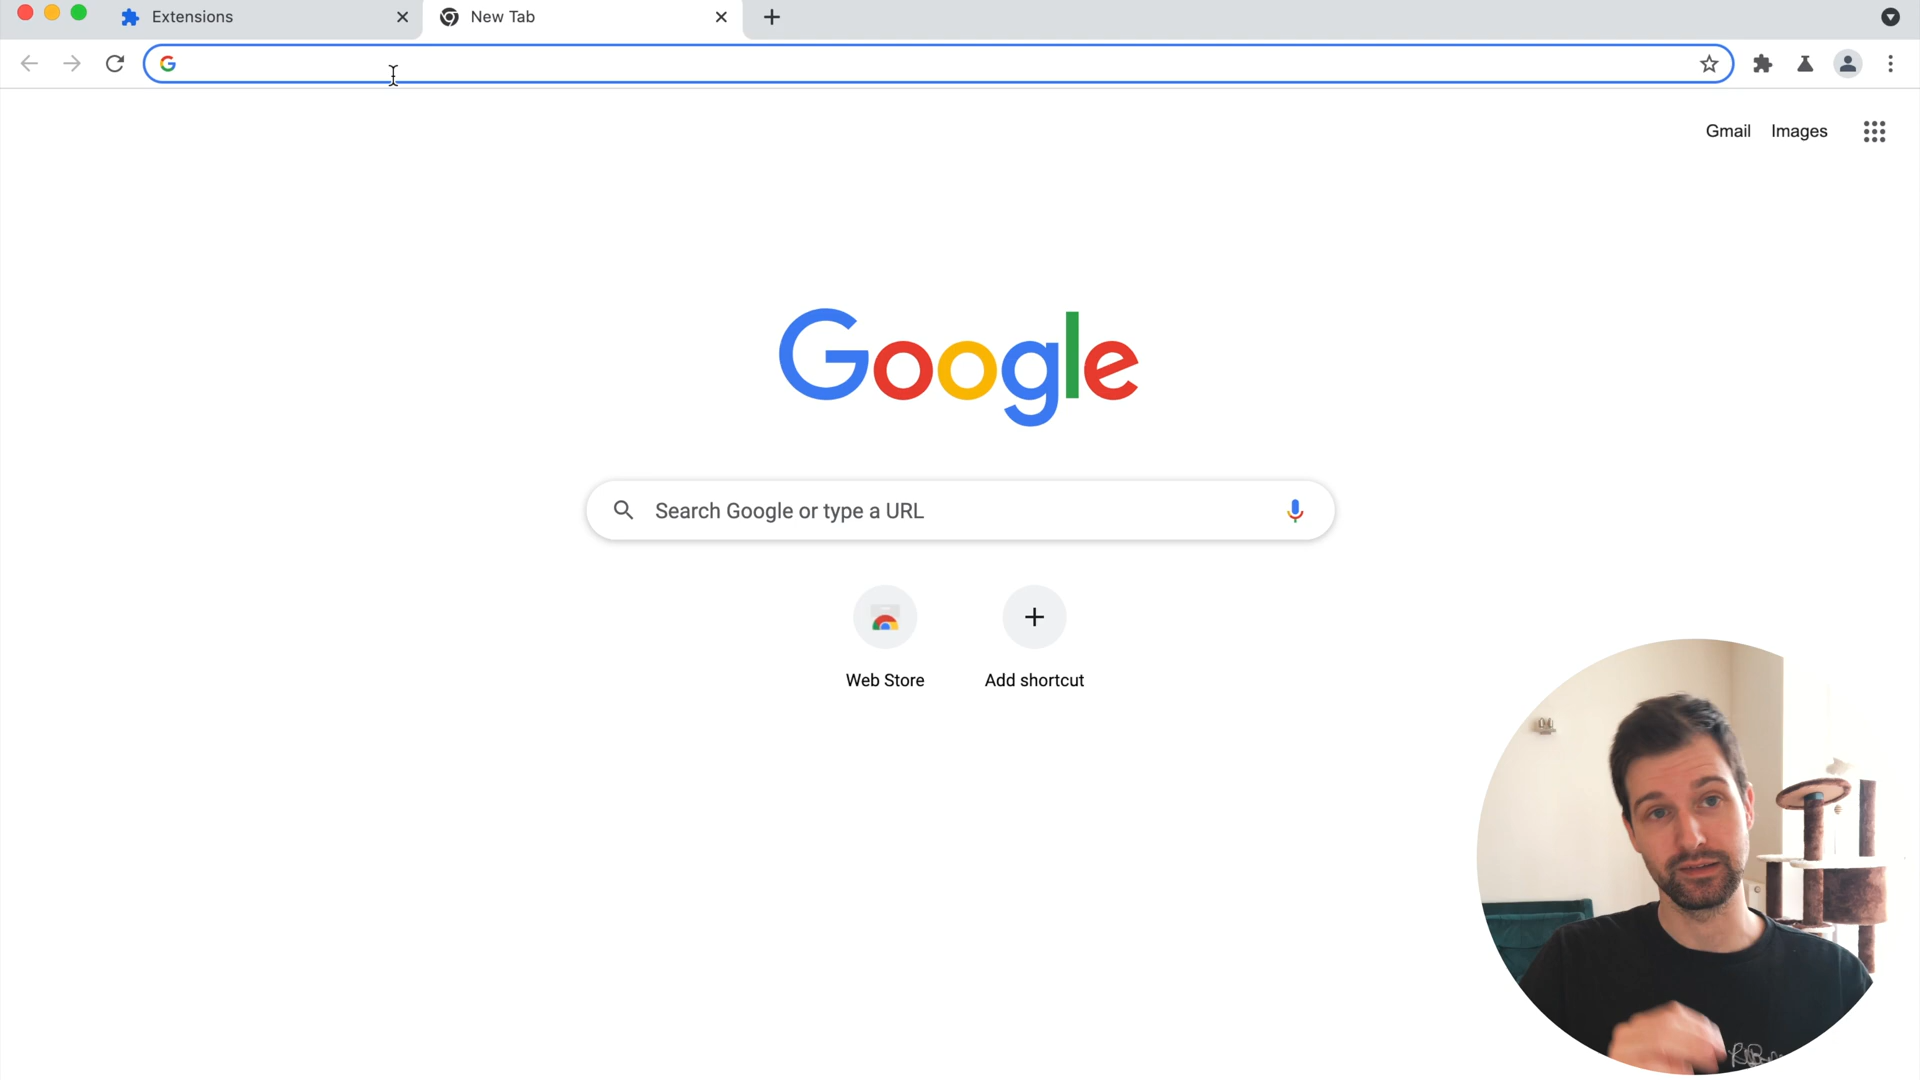 Extensions
New Tab
Gmail
Images
Google
Search Google or type a URL
Web Store
Add shortcut